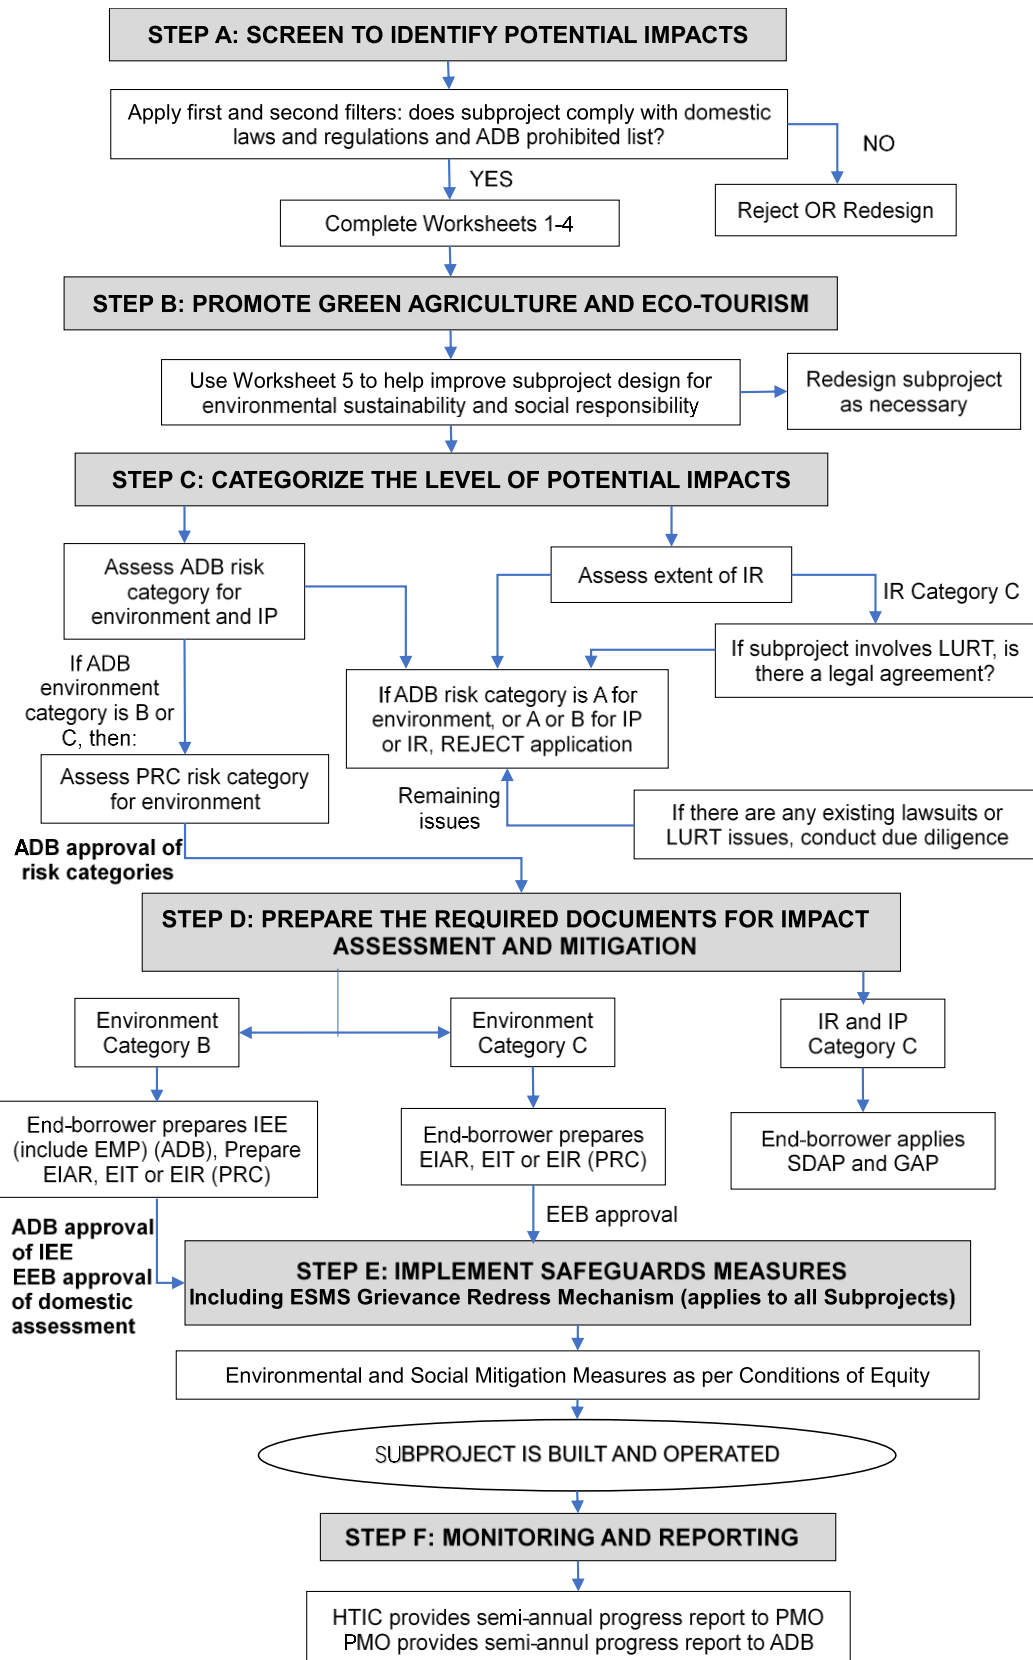 STEP A: SCREEN TO IDENTIFY POTENTIAL IMPACTS
Apply first and second filters: does subproject comply with domestic
laws and regulations and ADB prohibited list?
NO
YES
Reject OR Redesign
Complete Worksheets 1-4
STEP B: PROMOTE GREEN AGRICULTURE AND ECO-TOURISM
Use Worksheet 5 to help improve subproject design for
environmental sustainability and social responsibility
Redesign subproject
as necessary
STEP C: CATEGORIZE THE LEVEL OF POTENTIAL IMPACTS
Assess ADB risk
category for
environment and IP
Assess extent of IR
IR Category C
If subproject involves LURT, is
there a legal agreement?
If ADB
environment
category is B or
C, then:
If ADB risk category is A for
environment, or A or B for IP
or IR, REJECT application
Assess PRC risk category
for environment
Remaining
issues
If there are any existing lawsuits or
LURT issues, conduct due diligence
ADB approval of
risk categories
STEP D: PREPARE THE REQUIRED DOCUMENTS FOR IMPACT
ASSESSMENT AND MITIGATION
Environment
Category B
Environment
Category C
IR and IP
Category C
End-borrower prepares IEE
(include EMP) (ADB), Prepare
EIAR, EIT or EIR (PRC)
End-borrower prepares
EIAR, EIT or EIR (PRC)
End-borrower applies
SDAP and GAP
ADB approval
of IEE
EEB approval
of domestic
assessment
EEB approval
STEP E: IMPLEMENT SAFEGUARDS MEASURES
Including ESMS Grievance Redress Mechanism (applies to all Subprojects)
Environmental and Social Mitigation Measures as per Conditions of Equity
SUBPROJECT IS BUILT AND OPERATED
STEP F: MONITORING AND REPORTING
HTIC provides semi-annual progress report to PMO
PMO provides semi-annul progress report to ADB